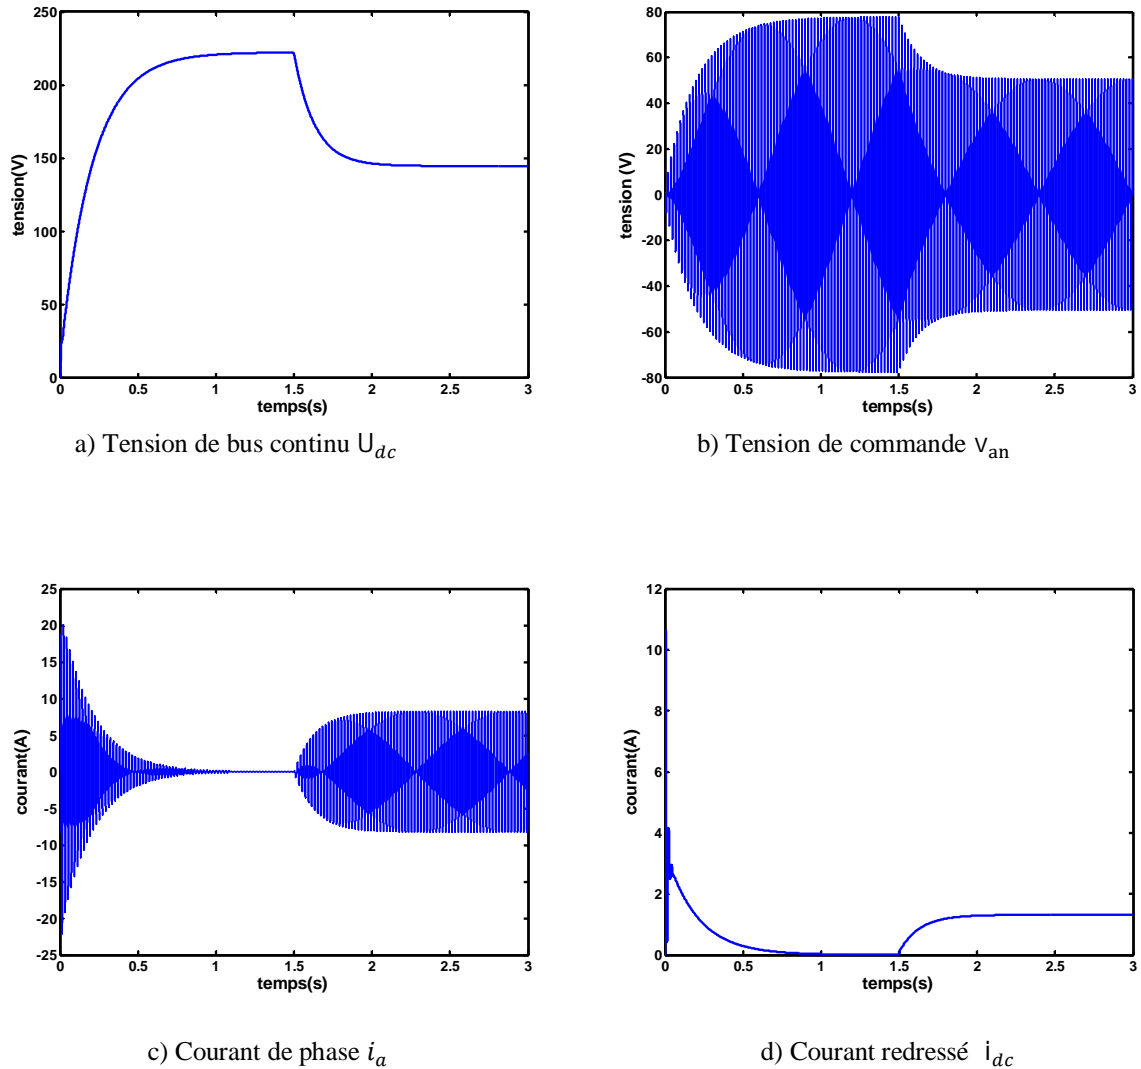 250
200
150
100
50
0
tension(V)
0 0.5 1 1.5 2 2.5 3
temps(s)
a) Tension de bus continu U_dc
80
60
40
20
0
-20
-40
-60
-80
tension (V)
0 0.5 1 1.5 2 2.5 3
temps(s)
b) Tension de commande v_an
25
20
15
10
5
0
-5
-10
-15
-20
-25
courant(A)
0 0.5 1 1.5 2 2.5 3
temps(s)
c) Courant de phase i_a
12
10
8
6
4
2
0
courant(A)
0 0.5 1 1.5 2 2.5 3
temps(s)
d) Courant redressé i_dc